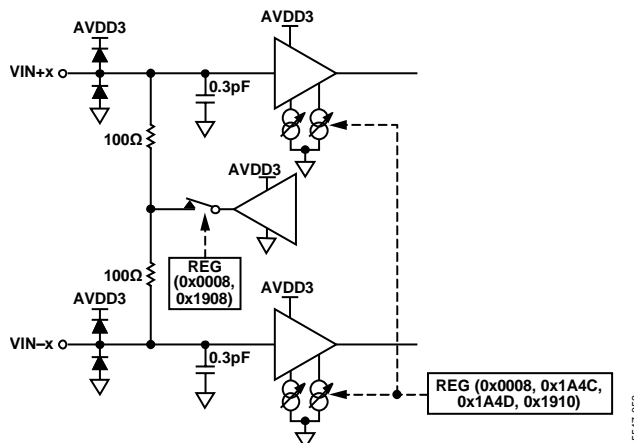 AVDD3
AVDD3
VIN+x
0.3pF
100Ω
AVDD3
REG
(0x0008,
0x1908)
100Ω
AVDD3
AVDD3
VIN–x
0.3pF
REG (0x0008, 0x1A4C,
0x1A4D, 0x1910)